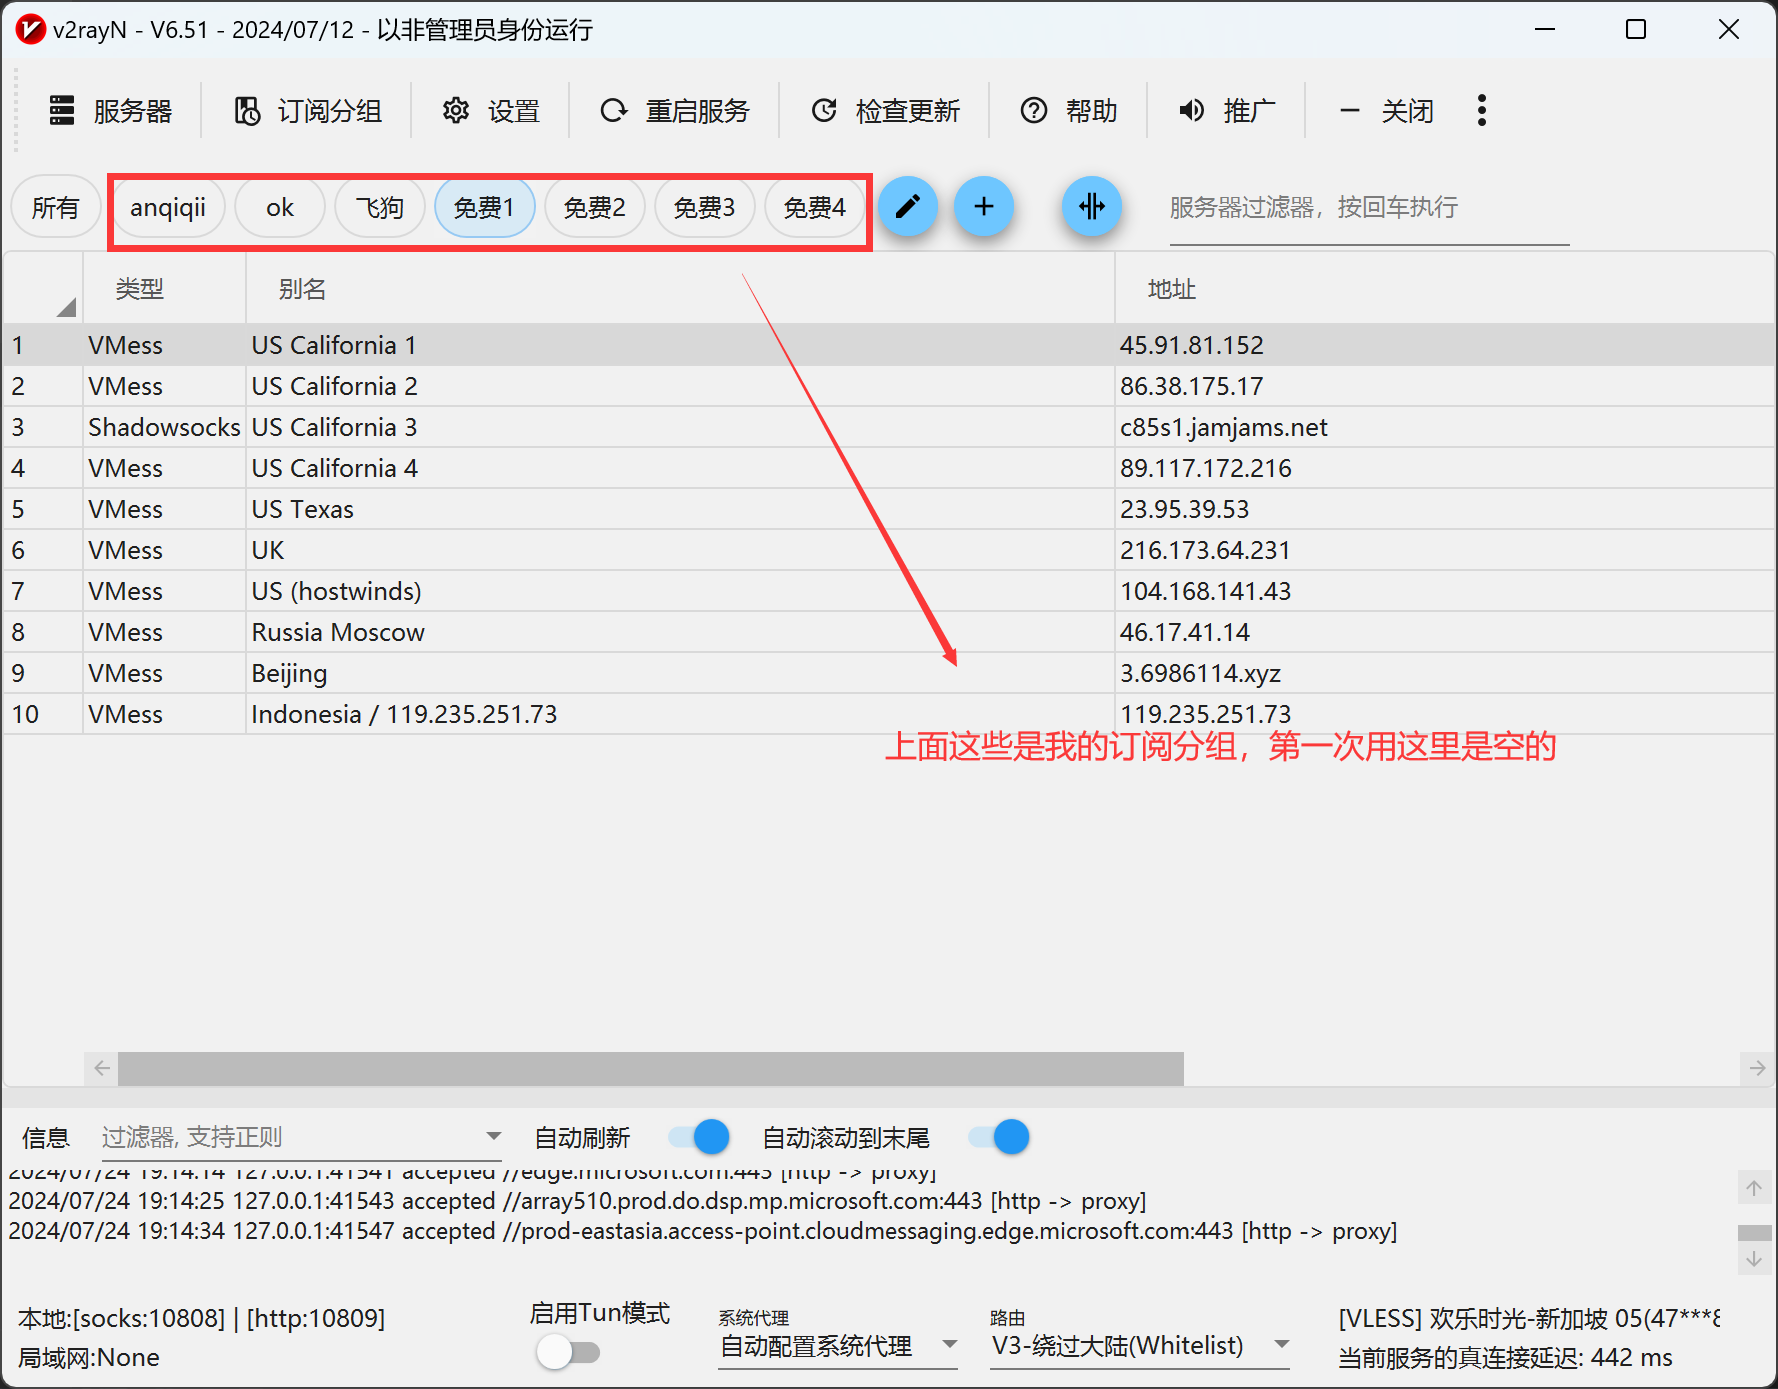 v2rayN - V6.51 - 2024/07/12 - 以非管理员身份运行
服务器 订阅分组 设置 重启服务 检查更新 帮助 推广 关闭
所有 anqiqii ok 飞狗 免费1 免费2 免费3 免费4 服务器过滤器，按回车执行
类型 别名 地址
1 VMess US California 1 45.91.81.152
2 VMess US California 2 86.38.175.17
3 Shadowsocks US California 3 c85s1.jamjams.net
4 VMess US California 4 89.117.172.216
5 VMess US Texas 23.95.39.53
6 VMess UK 216.173.64.231
7 VMess US (hostwinds) 104.168.141.43
8 VMess Russia Moscow 46.17.41.14
9 VMess Beijing 3.6986114.xyz
10 VMess Indonesia / 119.235.251.73 119.235.251.73
上面这些是我的订阅分组，第一次用这里是空的
信息 过滤器, 支持正则 自动刷新 自动滚动到末尾
2024/07/24 19:14:14 127.0.0.1:41541 accepted //edge.microsoft.com:443 [http -> proxy]
2024/07/24 19:14:25 127.0.0.1:41543 accepted //array510.prod.do.dsp.mp.microsoft.com:443 [http -> proxy]
2024/07/24 19:14:34 127.0.0.1:41547 accepted //prod-eastasia.access-point.cloudmessaging.edge.microsoft.com:443 [http -> proxy]
本地:[socks:10808] | [http:10809] 启用Tun模式 系统代理 路由 [VLESS] 欢乐时光-新加坡 05(47***8
局域网:None 自动配置系统代理 V3-绕过大陆(Whitelist) 当前服务的真连接延迟: 442 ms